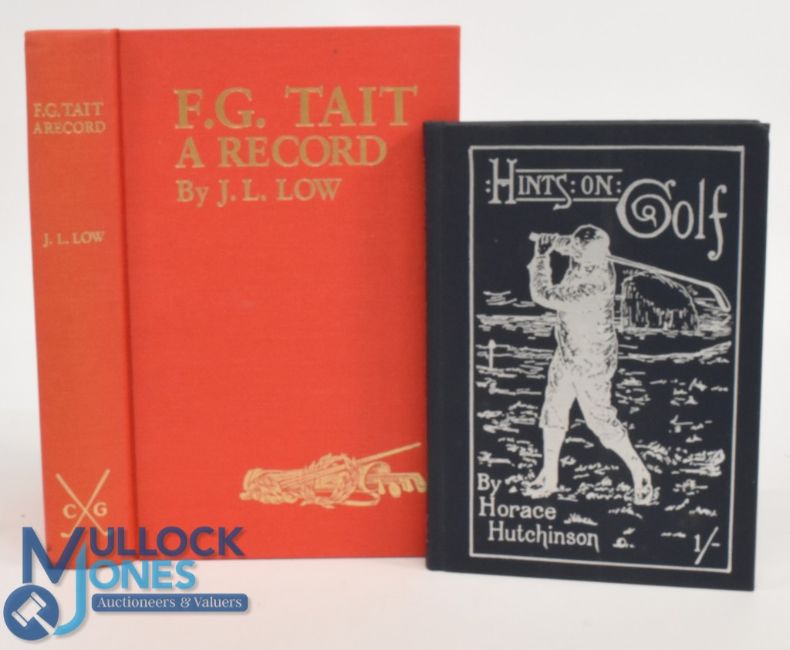 F.G. TAIT
A RECORD
J. L. LOW
C G
F.G. TAIT
A RECORD
By J. L. LOW
:HINTS:ON:
Golf
By
Horace
Hutchinson
1/-
MULLOCK
JONES
Auctioneers & Valuers